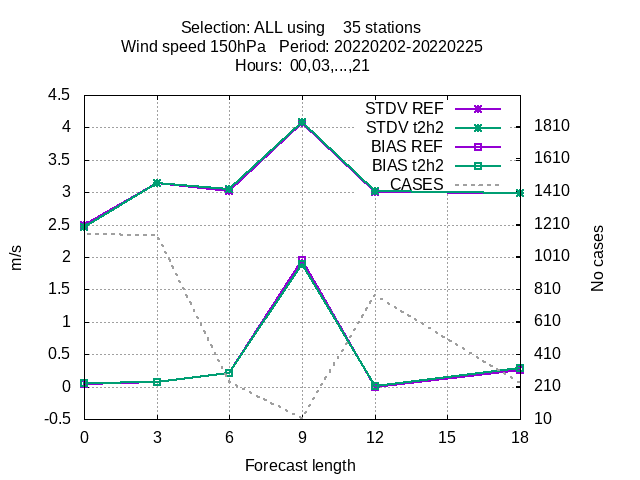 Selection: ALL using    35 stations
Wind speed 150hPa   Period: 20220202-20220225
Hours:  00,03,...,21
STDV REF
STDV t2h2
BIAS REF
BIAS t2h2
CASES
4.5
4
3.5
3
2.5
2
1.5
1
0.5
0
-0.5
m/s
1810
1610
1410
1210
1010
810
610
410
210
10
No cases
0 3 6 9 12 15 18
Forecast length